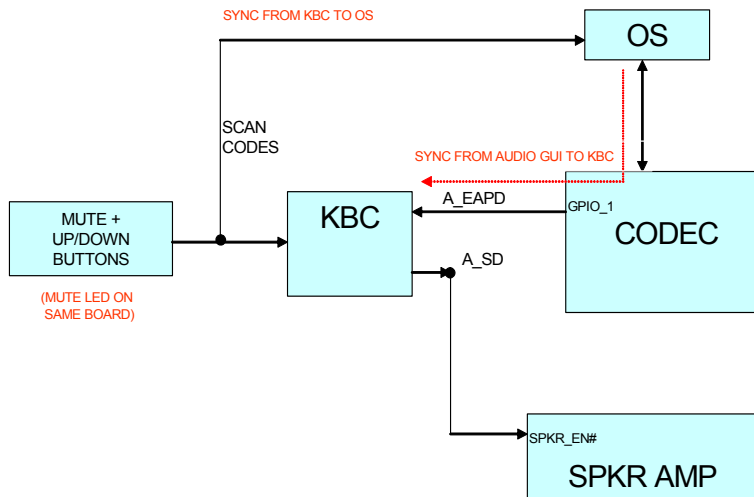 SYNC FROM KBC TO OS
OS
SCAN
CODES
SYNC FROM AUDIO GUI TO KBC
MUTE +
UP/DOWN
BUTTONS
KBC
A_EAPD
GPIO_1
CODEC
A_SD
(MUTE LED ON
SAME BOARD)
SPKR_EN#
SPKR AMP